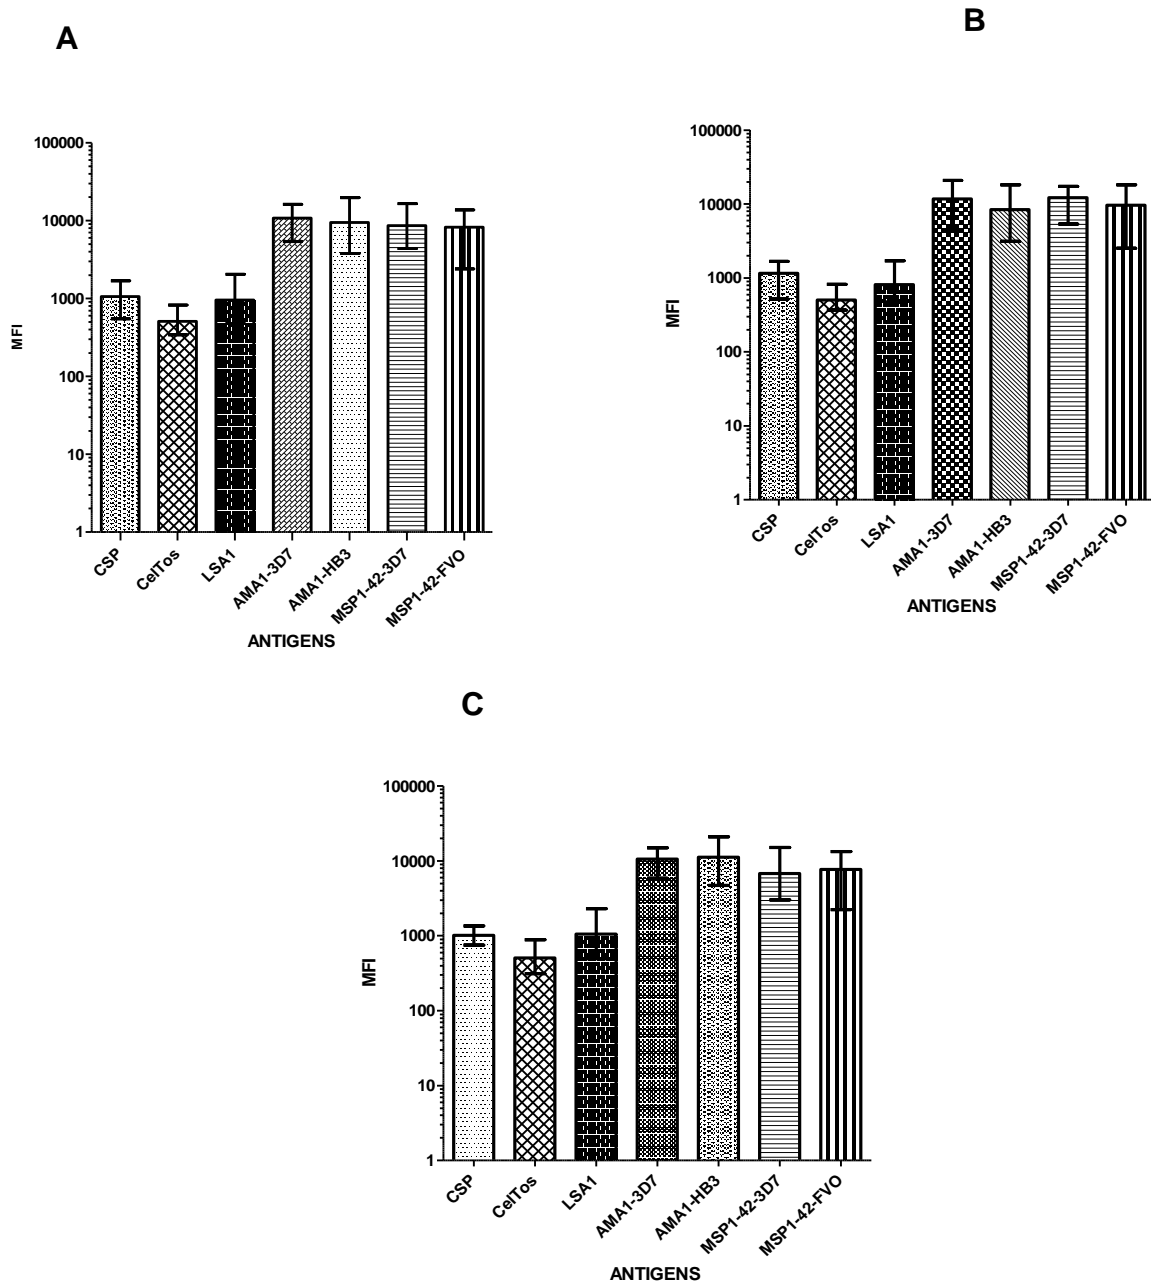 A
100000
10000
1000
100
10
1
MFI
CSP
CelTos
LSA1
AMA1-3D7
AMA1-HB3
MSP1-42-3D7
MSP1-42-FVO
ANTIGENS
B
100000
10000
1000
100
10
1
MFI
CSP
CelTos
LSA1
AMA1-3D7
AMA1-HB3
MSP1-42-3D7
MSP1-42-FVO
ANTIGENS
C
100000
10000
1000
100
10
1
MFI
CSP
CelTos
LSA1
AMA1-3D7
AMA1-HB3
MSP1-42-3D7
MSP1-42-FVO
ANTIGENS